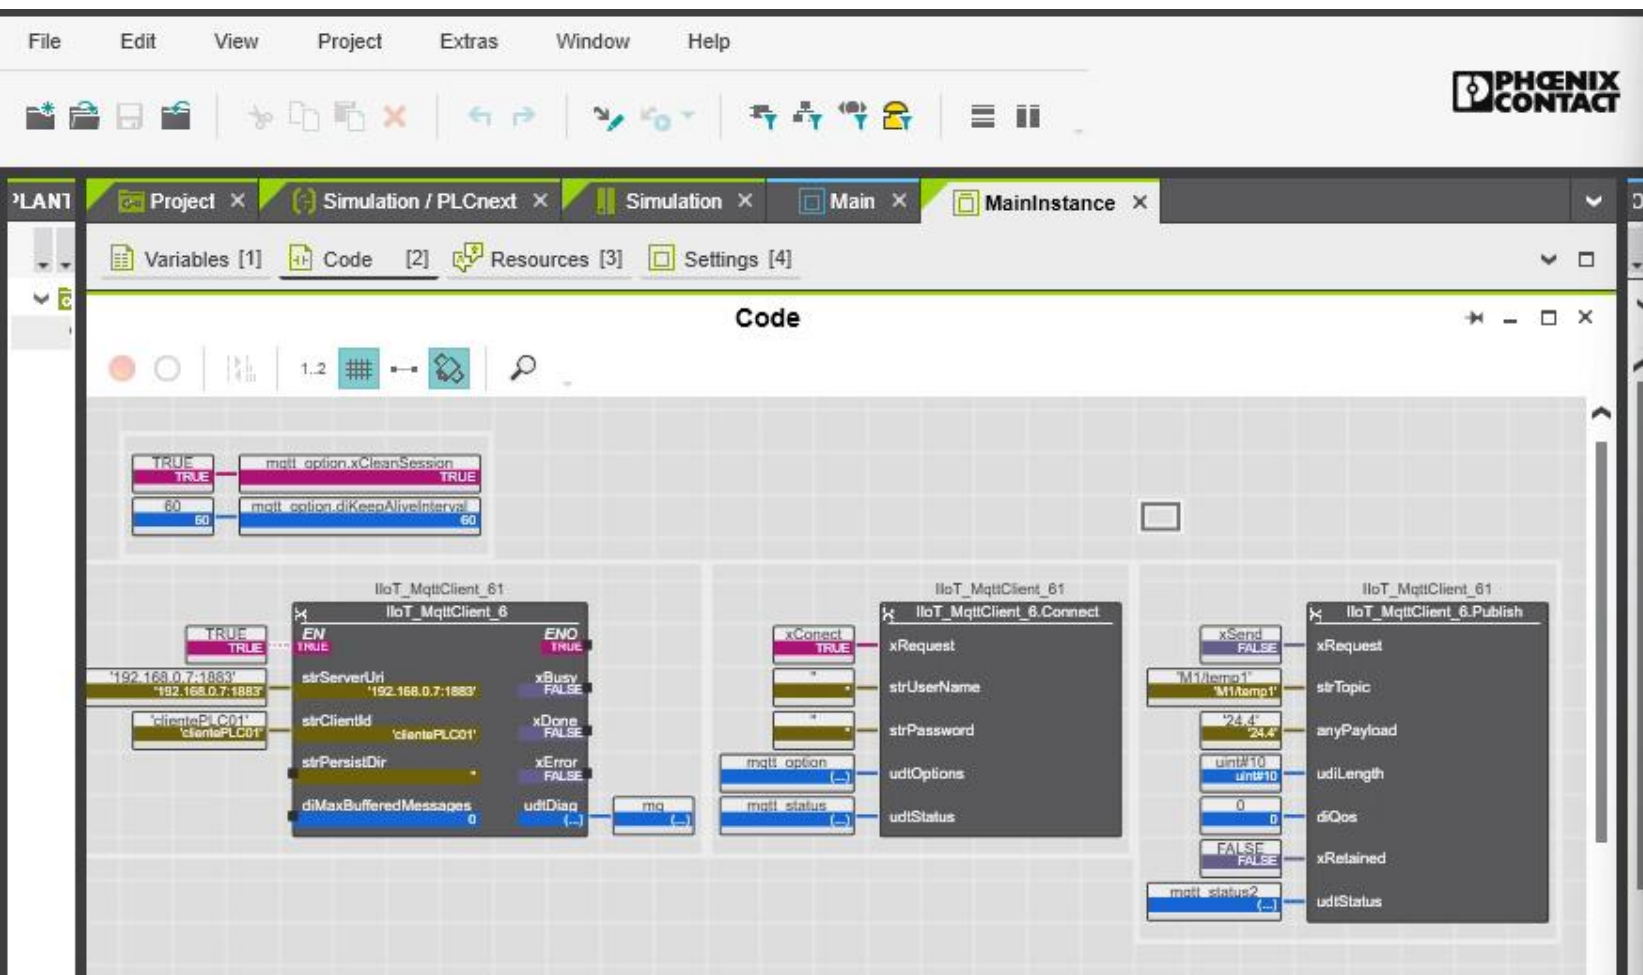 File Edit View Project Extras Window Help
PHOENIX
CONTACT
PLANT Project Simulation / PLCnext Simulation Main MainInstance
Variables [1] Code [2] Resources [3] Settings [4]
Code
1..2
TRUE mqtt_option.xCleanSession
TRUE TRUE
60 mqtt_option.diKeepAliveInterval
60 60
IIoT_MqttClient_61
IIoT_MqttClient_6
TRUE EN ENO
TRUE TRUE TRUE
'192.168.0.7:1883' strServerUri xBusy
'192.168.0.7:1883' '192.168.0.7:1883' FALSE
'clientePLC01' strClientId xDone
'clientePLC01' 'clientePLC01' FALSE
strPersistDir xError
'' FALSE
diMaxBufferedMessages udtDiag mq
0 (...) (...)
IIoT_MqttClient_61
IIoT_MqttClient_6.Connect
xConect
TRUE xRequest
''
'' strUserName
''
'' strPassword
mqtt_option
(...) udtOptions
mqtt_status
(...) udtStatus
IIoT_MqttClient_61
IIoT_MqttClient_6.Publish
xSend
FALSE xRequest
'M1/temp1'
'M1/temp1' strTopic
'24.4'
'24.4' anyPayload
uint#10
uint#10 udiLength
0
0 diQos
FALSE
FALSE xRetained
mqtt_status2
(...) udtStatus